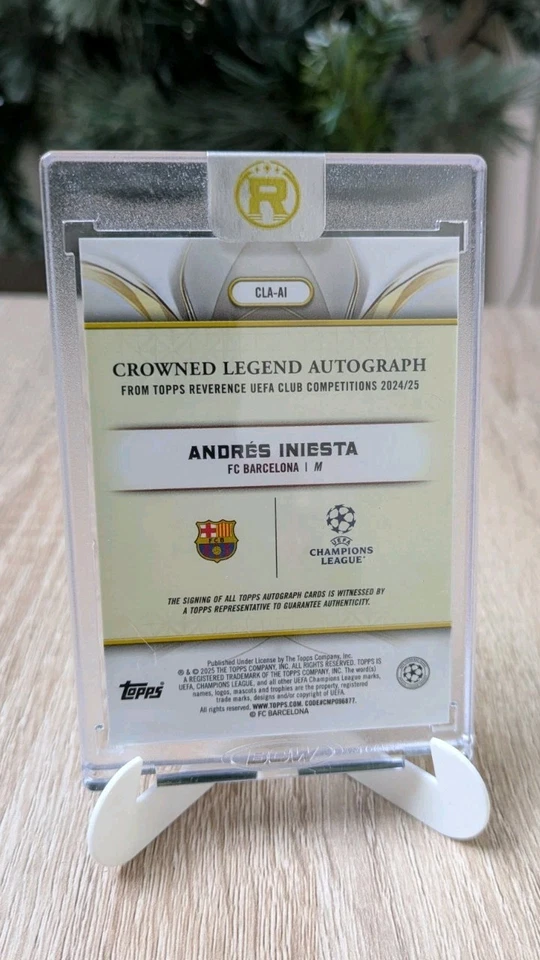 R
CLA-AI
CROWNED LEGEND AUTOGRAPH
FROM TOPPS REVERENCE UEFA CLUB COMPETITIONS 2024/25
ANDRÉS INIESTA
FC BARCELONA | M
FCB
UEFA
CHAMPIONS
LEAGUE®
THE SIGNING OF ALL TOPPS AUTOGRAPH CARDS IS WITNESSED BY
A TOPPS REPRESENTATIVE TO GUARANTEE AUTHENTICITY.
Topps
Published Under License by The Topps Company, Inc.
® & © 2025 THE TOPPS COMPANY, INC. ALL RIGHTS RESERVED. TOPPS IS
A REGISTERED TRADEMARK OF THE TOPPS COMPANY, INC. The word(s)
UEFA, CHAMPIONS LEAGUE, and all other UEFA Champions League marks,
names, logos, mascots and trophies are the property, registered
trade marks, designs and/or copyright of UEFA.
All rights reserved. WWW.TOPPS.COM. CODE#CMP096877.
© FC BARCELONA
BCW